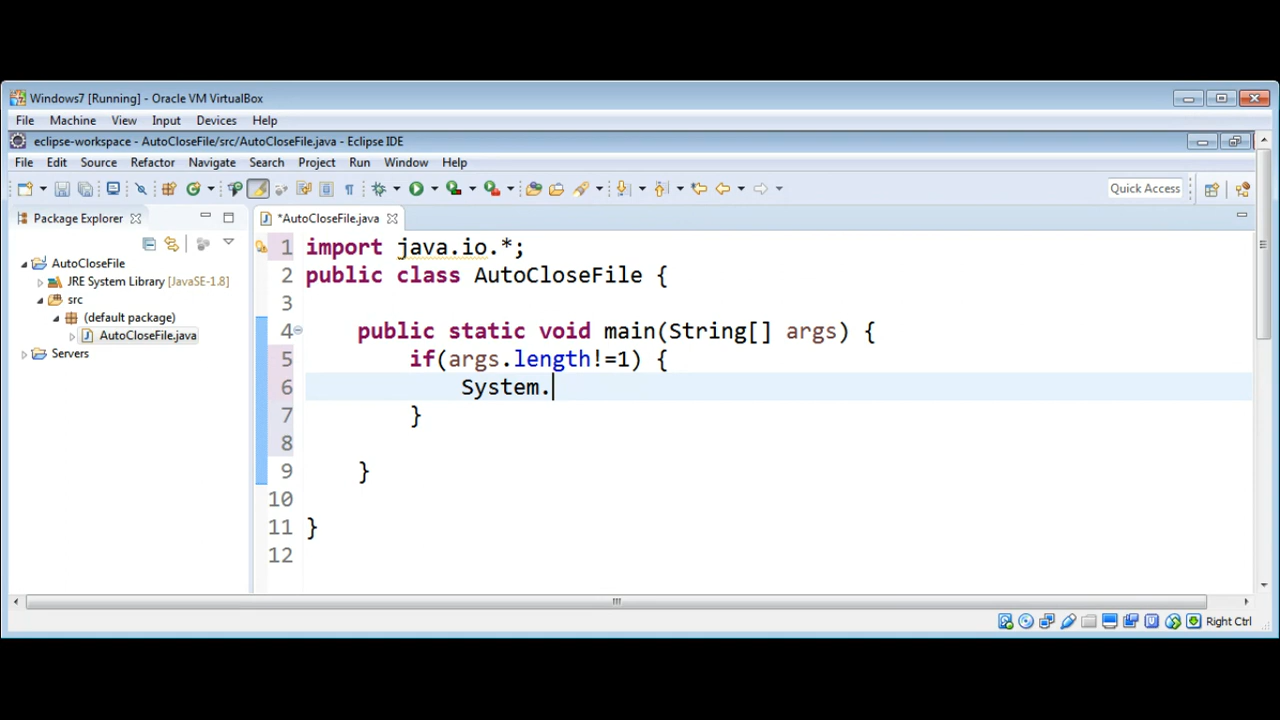 Windows7 [Running] - Oracle VM VirtualBox
File Machine View Input Devices Help
eclipse-workspace - AutoCloseFile/src/AutoCloseFile.java - Eclipse IDE
File Edit Source Refactor Navigate Search Project Run Window Help
Quick Access
Package Explorer
*AutoCloseFile.java
AutoCloseFile
JRE System Library [JavaSE-1.8]
src
(default package)
AutoCloseFile.java
Servers
1 import java.io.*;
2 public class AutoCloseFile {
3
4 public static void main(String[] args) {
5 if(args.length!=1) {
6 System.
7 }
8
9 }
10
11 }
12
Right Ctrl